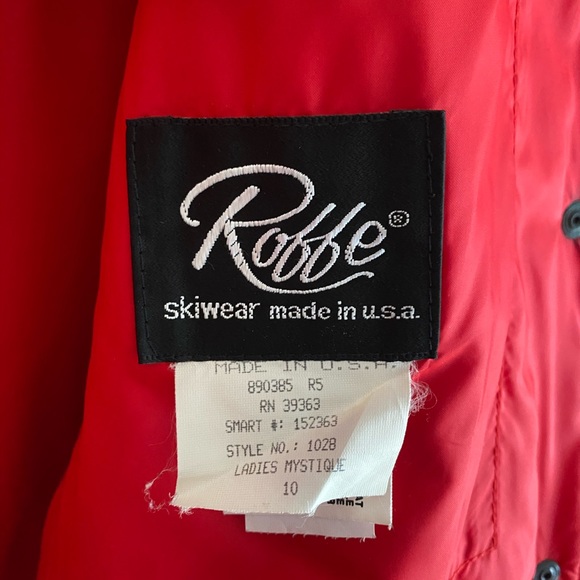 Roffe®
skiwear made in u.s.a.
MADE IN U.S.A.
890385 R5
RN 39363
SMART #: 152363
STYLE NO.: 1028
LADIES MYSTIQUE
10